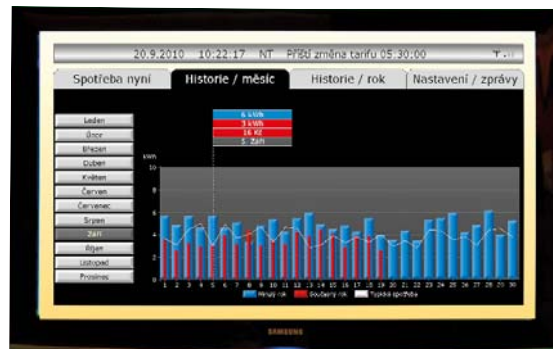 20.9.2010 10:22:17 NT Příští změna tarifu 05:30:00
Spotřeba nyní
Historie / měsíc
Historie / rok
Nastavení / zprávy
6 kWh
3 kWh
16 Kč
5. Září
Leden
Únor
Březen
Duben
Květen
Červen
Červenec
Srpen
Září
Říjen
Listopad
Prosinec
kWh
10
8
6
4
2
0
1 2 3 4 5 6 7 8 9 10 11 12 13 14 15 16 17 18 19 20 21 22 23 24 25 26 27 28 29 30
Minulý rok
Současný rok
Typická spotřeba
SAMSUNG